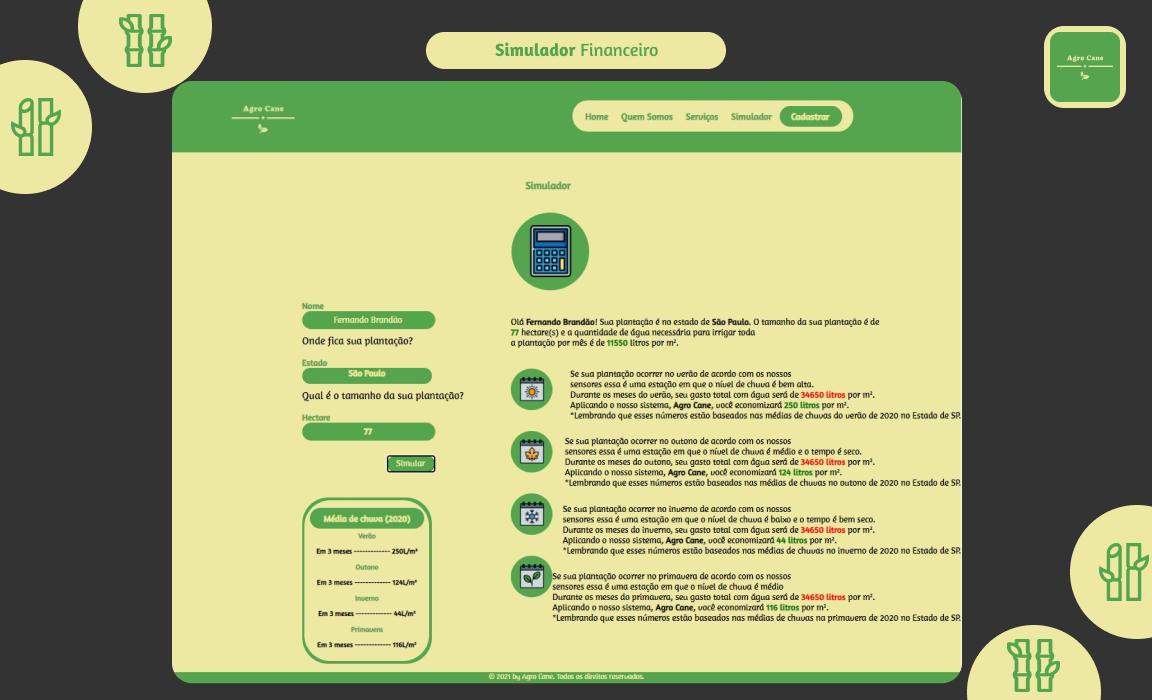 Simulador Financeiro
Agro Cane
Agro Cane
Home Quem Somos Serviços Simulador Cadastrar
Simulador
Nome
Fernando Brandão
Onde fica sua plantação?
Estado
São Paulo
Qual é o tamanho da sua plantação?
Hectare
77
Simular
Média de chuva (2020)
Verão
Em 3 meses ------------- 250L/m²
Outono
Em 3 meses ------------- 124L/m²
Inverno
Em 3 meses ------------- 44L/m²
Primavera
Em 3 meses ------------- 116L/m²
Olá Fernando Brandão! Sua plantação é no estado de São Paulo. O tamanho da sua plantação é de
77 hectare(s) e a quantidade de água necessária para irrigar toda
a plantação por mês é de 11550 litros por m².
Se sua plantação ocorrer no verão de acordo com os nossos
sensores essa é uma estação em que o nível de chuva é bem alta.
Durante os meses do verão, seu gasto total com água será de 34650 litros por m².
Aplicando o nosso sistema, Agro Cane, você economizará 250 litros por m².
*Lembrando que esses números estão baseados nas médias de chuvas do verão de 2020 no Estado de SP.
Se sua plantação ocorrer no outono de acordo com os nossos
sensores essa é uma estação em que o nível de chuva é médio e o tempo é seco.
Durante os meses do outono, seu gasto total com água será de 34650 litros por m².
Aplicando o nosso sistema, Agro Cane, você economizará 124 litros por m².
*Lembrando que esses números estão baseados nas médias de chuvas no outono de 2020 no Estado de SP.
Se sua plantação ocorrer no inverno de acordo com os nossos
sensores essa é uma estação em que o nível de chuva é baixo e o tempo é bem seco.
Durante os meses do inverno, seu gasto total com água será de 34650 litros por m².
Aplicando o nosso sistema, Agro Cane, você economizará 44 litros por m².
*Lembrando que esses números estão baseados nas médias de chuvas no inverno de 2020 no Estado de SP.
Se sua plantação ocorrer no primavera de acordo com os nossos
sensores essa é uma estação em que o nível de chuva é médio
Durante os meses do primavera, seu gasto total com água será de 34650 litros por m².
Aplicando o nosso sistema, Agro Cane, você economizará 116 litros por m².
*Lembrando que esses números estão baseados nas médias de chuvas na primavera de 2020 no Estado de SP.
© 2021 by Agro Cane. Todos os direitos reservados.